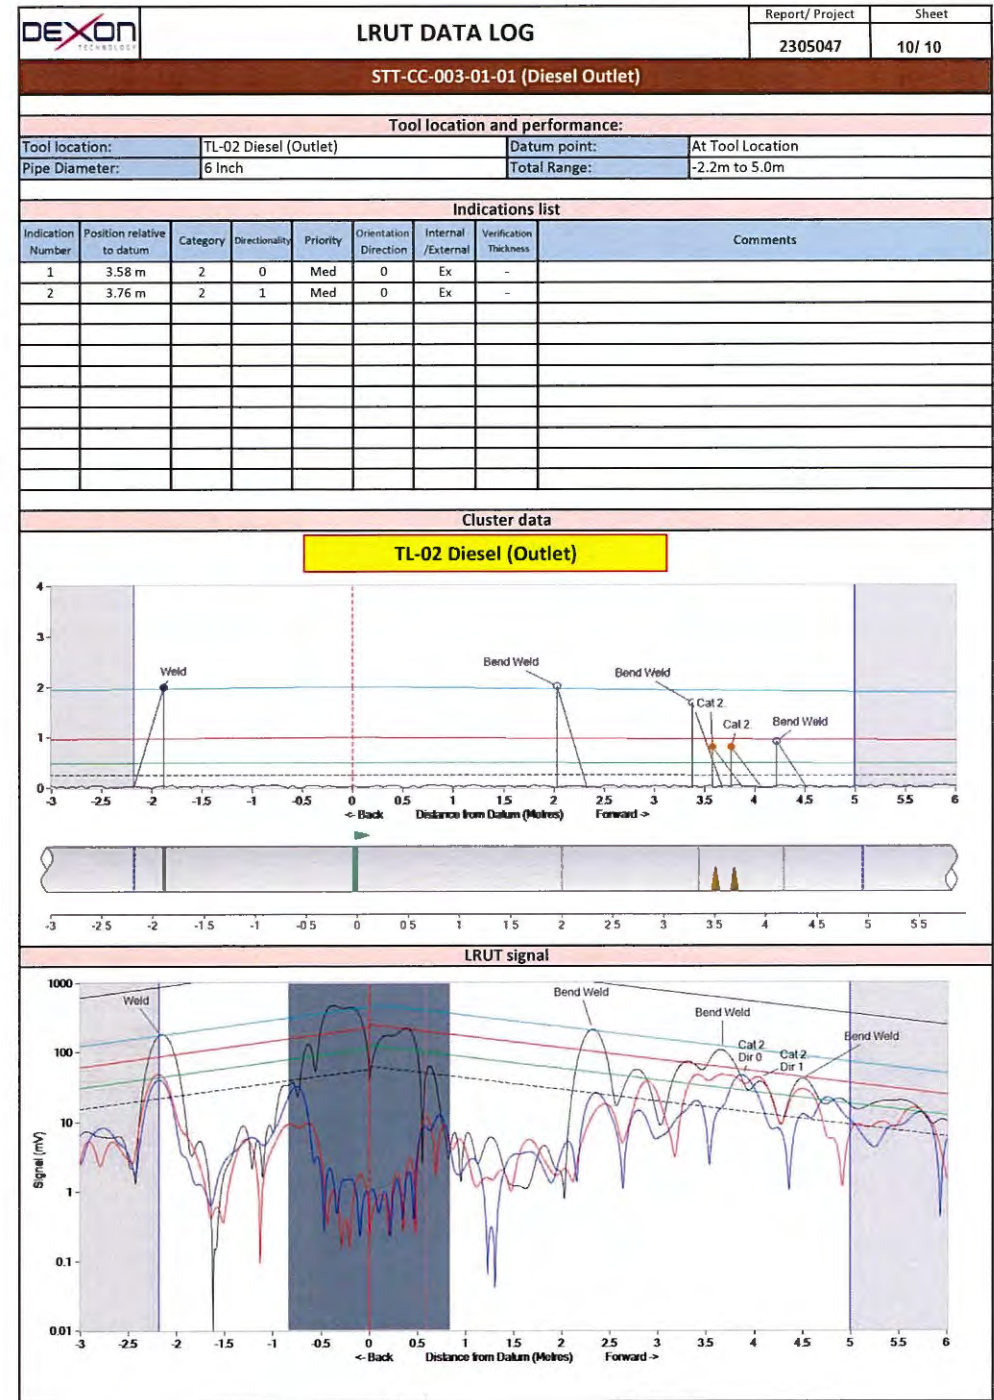 DEXON
TECHNOLOGY
LRUT DATA LOG
Report/ Project
Sheet
2305047
10/ 10
STT-CC-003-01-01 (Diesel Outlet)
Tool location and performance:
Tool location:
TL-02 Diesel (Outlet)
Datum point:
At Tool Location
Pipe Diameter:
6 Inch
Total Range:
-2.2m to 5.0m
Indications list
Indication Number
Position relative to datum
Category
Directionality
Priority
Orientation Direction
Internal /External
Verification Thickness
Comments
1 3.58 m 2 0 Med 0 Ex -
2 3.76 m 2 1 Med 0 Ex -
Cluster data
TL-02 Diesel (Outlet)
4
3
2
1
0
Weld
Bend Weld
Bend Weld
Cat 2.
Cat 2.
Bend Weld
-3 -2.5 -2 -1.5 -1 -0.5 0 0.5 1 1.5 2 2.5 3 3.5 4 4.5 5 5.5 6
<- Back Distance from Datum (Metres) Forward ->
-3 -2.5 -2 -1.5 -1 -0.5 0 0.5 1 1.5 2 2.5 3 3.5 4 4.5 5 5.5
LRUT signal
Signal (mV)
1000
100
10
1
0.1
0.01
Weld
Bend Weld
Bend Weld
Cat 2
Dir 0
Cat 2
Dir 1
Bend Weld
-3 -2.5 -2 -1.5 -1 -0.5 0 0.5 1 1.5 2 2.5 3 3.5 4 4.5 5 5.5 6
<- Back Distance from Datum (Metres) Forward ->